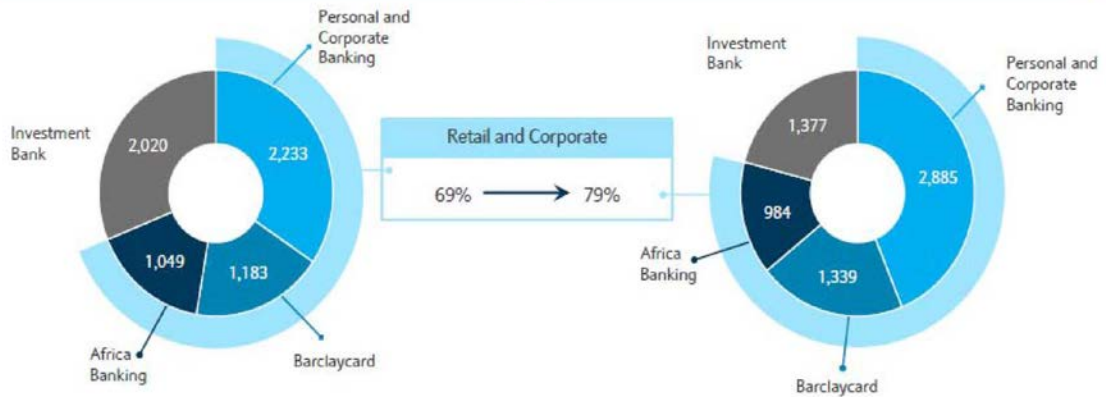 Personal and
Corporate
Banking
Investment
Bank
2,020
2,233
1,049
1,183
Africa
Banking
Barclaycard
Retail and Corporate
69%
79%
Investment
Bank
Personal and
Corporate
Banking
1,377
2,885
984
1,339
Africa
Banking
Barclaycard